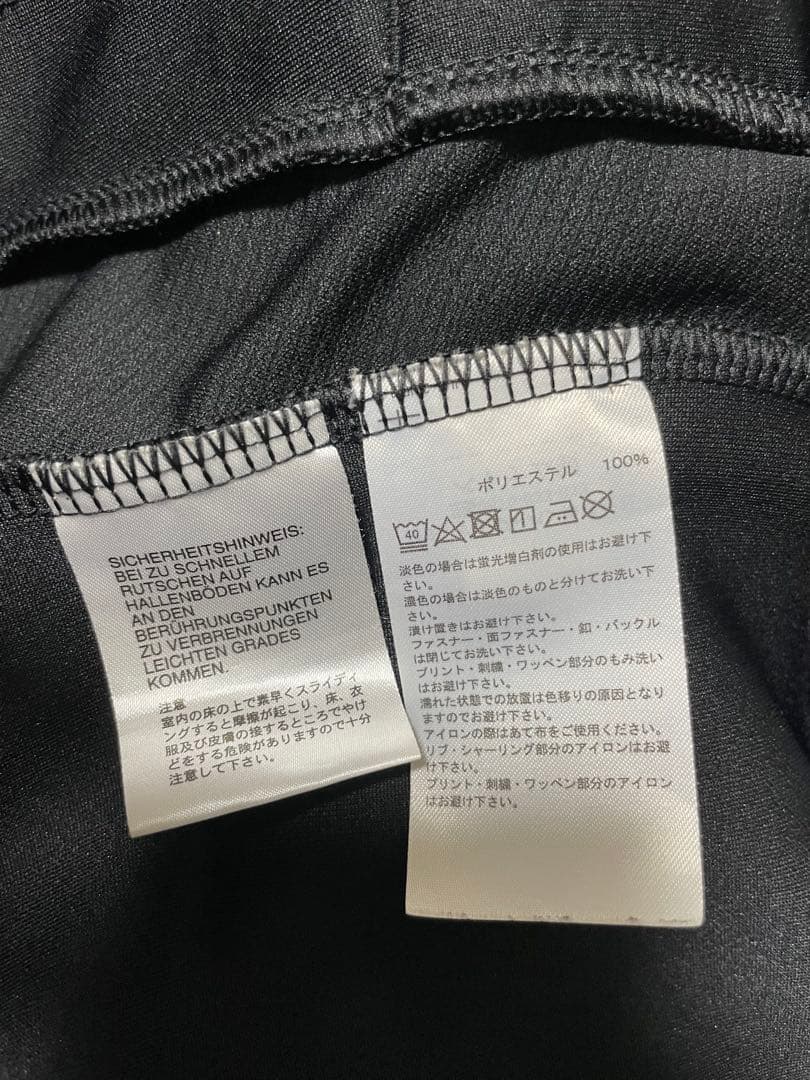 SICHERHEITSHINWEIS:
BEI ZU SCHNELLEM
RUTSCHEN AUF
HALLENBÖDEN KANN ES
AN DEN
BERÜHRUNGSPUNKTEN
ZU VERBRENNUNGEN
LEICHTEN GRADES
KOMMEN.
注意
室内の床の上で素早くスライディ
ングすると摩擦が起こり、床、衣
服及び皮膚の接するところでやけ
どをする危険がありますので十分
注意して下さい。
ポリエステル 100%
40
淡色の場合は蛍光増白剤の使用はお避け下
さい。
濃色の場合は淡色のものと分けてお洗い下
さい。
漬け置きはお避け下さい。
ファスナー・面ファスナー・釦・バックル
は閉じてお洗い下さい。
プリント・刺繍・ワッペン部分のもみ洗い
はお避け下さい。
濡れた状態での放置は色移りの原因となり
ますのでお避け下さい。
アイロンの際はあて布をご使用ください。
リブ・シャーリング部分のアイロンはお避
け下さい。
プリント・刺繍・ワッペン部分のアイロン
はお避け下さい。